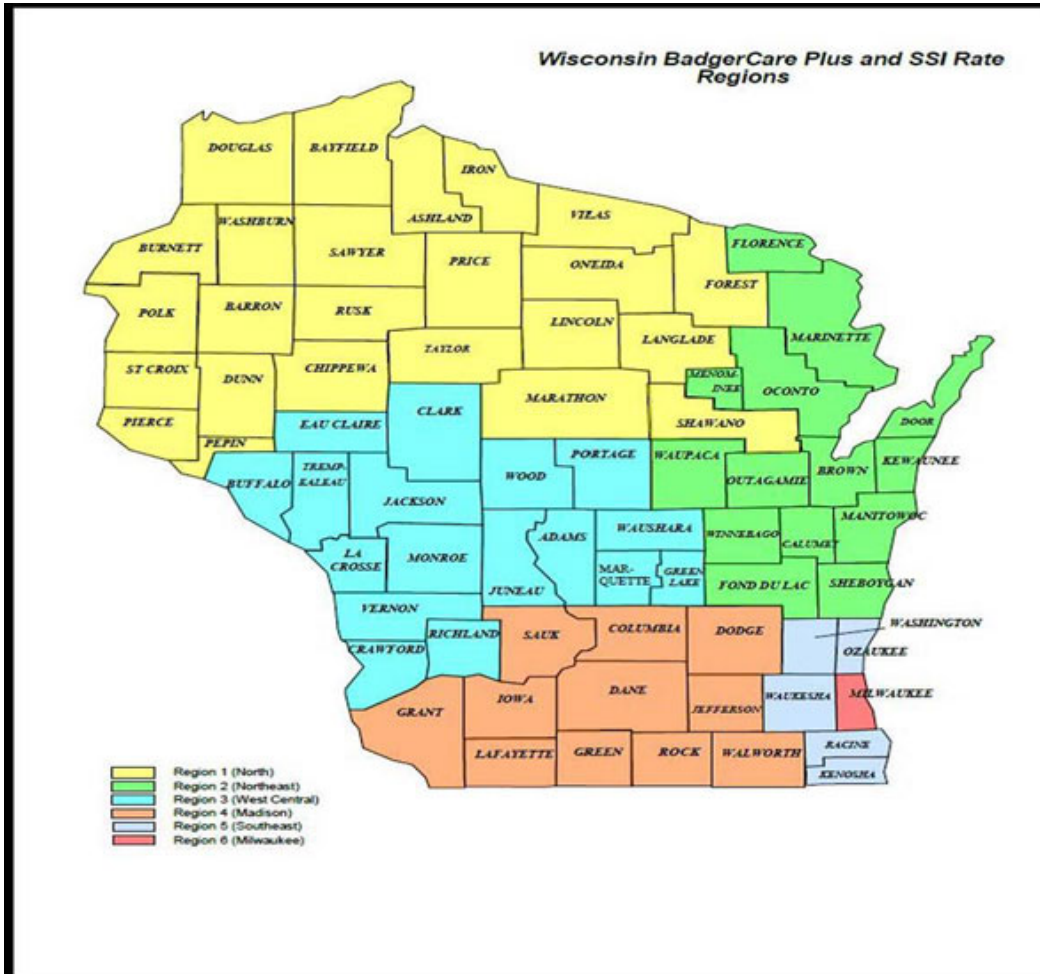 Wisconsin BadgerCare Plus and SSI Rate
Regions
DOUGLAS
BAYFIELD
IRON
ASHLAND
VILAS
WASHBURN
BURNETT
SAWYER
PRICE
ONEIDA
FLORENCE
FOREST
POLK
BARRON
RUSK
LINCOLN
LANGLADE
MARINETTE
TAYLOR
ST CROIX
DUNN
CHIPPEWA
MENOM-
INEE
OCONTO
MARATHON
CLARK
PIERCE
EAU CLAIRE
SHAWANO
DOOR
PEPIN
PORTAGE
WAUPACA
BUFFALO
TREMP-
EALEAU
WOOD
OUTAGAMIE
BROWN
KEWAUNEE
JACKSON
MANITOWOC
WAUSHARA
ADAMS
WINNEBAGO
CALUMET
LA
CROSSE
MONROE
MAR-
QUETTE
GREEN
LAKE
JUNEAU
FOND DU LAC
SHEBOYGAN
VERNON
RICHLAND
SAUK
COLUMBIA
DODGE
WASHINGTON
CRAWFORD
OZAUKEE
DANE
IOWA
WAUKESHA
MILWAUKEE
GRANT
JEFFERSON
LAFAYETTE
GREEN
ROCK
WALWORTH
RACINE
KENOSHA
Region 1 (North)
Region 2 (Northeast)
Region 3 (West Central)
Region 4 (Madison)
Region 5 (Southeast)
Region 6 (Milwaukee)